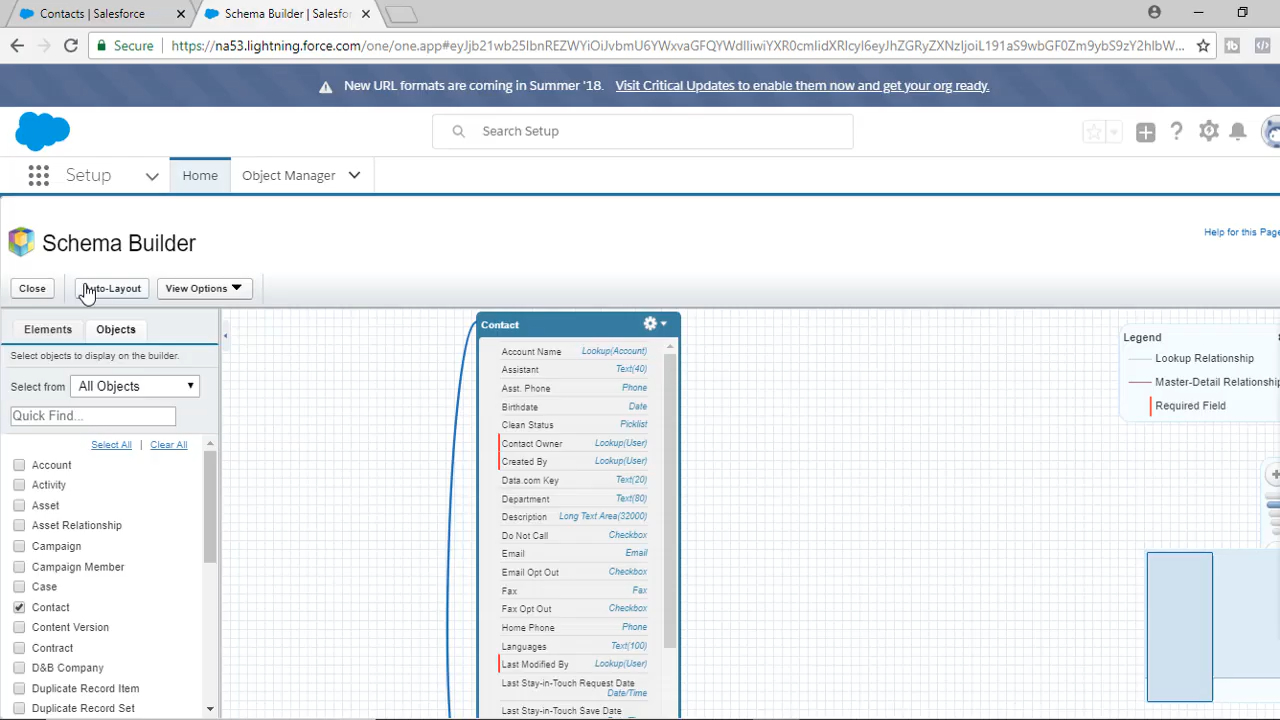 Contacts | Salesforce
Schema Builder | Salesfor
Secure
https://na53.lightning.force.com/one/one.app#
New URL formats are coming in Summer '18. Visit Critical Updates to enable them now and get your org ready.
Search Setup
Setup
Home
Object Manager
Schema Builder
Help for this Page
Close
Auto-Layout
View Options
Elements
Objects
Select objects to display on the builder.
Select from
All Objects
Quick Find...
Select All | Clear All
Account
Activity
Asset
Asset Relationship
Campaign
Campaign Member
Case
Contact
Content Version
Contract
D&B Company
Duplicate Record Item
Duplicate Record Set
Contact
Account Name Lookup(Account)
Assistant Text(40)
Asst. Phone Phone
Birthdate Date
Clean Status Picklist
Contact Owner Lookup(User)
Created By Lookup(User)
Data.com Key Text(20)
Department Text(80)
Description Long Text Area(32000)
Do Not Call Checkbox
Email Email
Email Opt Out Checkbox
Fax Fax
Fax Opt Out Checkbox
Home Phone Phone
Languages Text(100)
Last Modified By Lookup(User)
Last Stay-in-Touch Request Date
Date/Time
Last Stay-in-Touch Save Date
Legend
Lookup Relationship
Master-Detail Relationship
Required Field